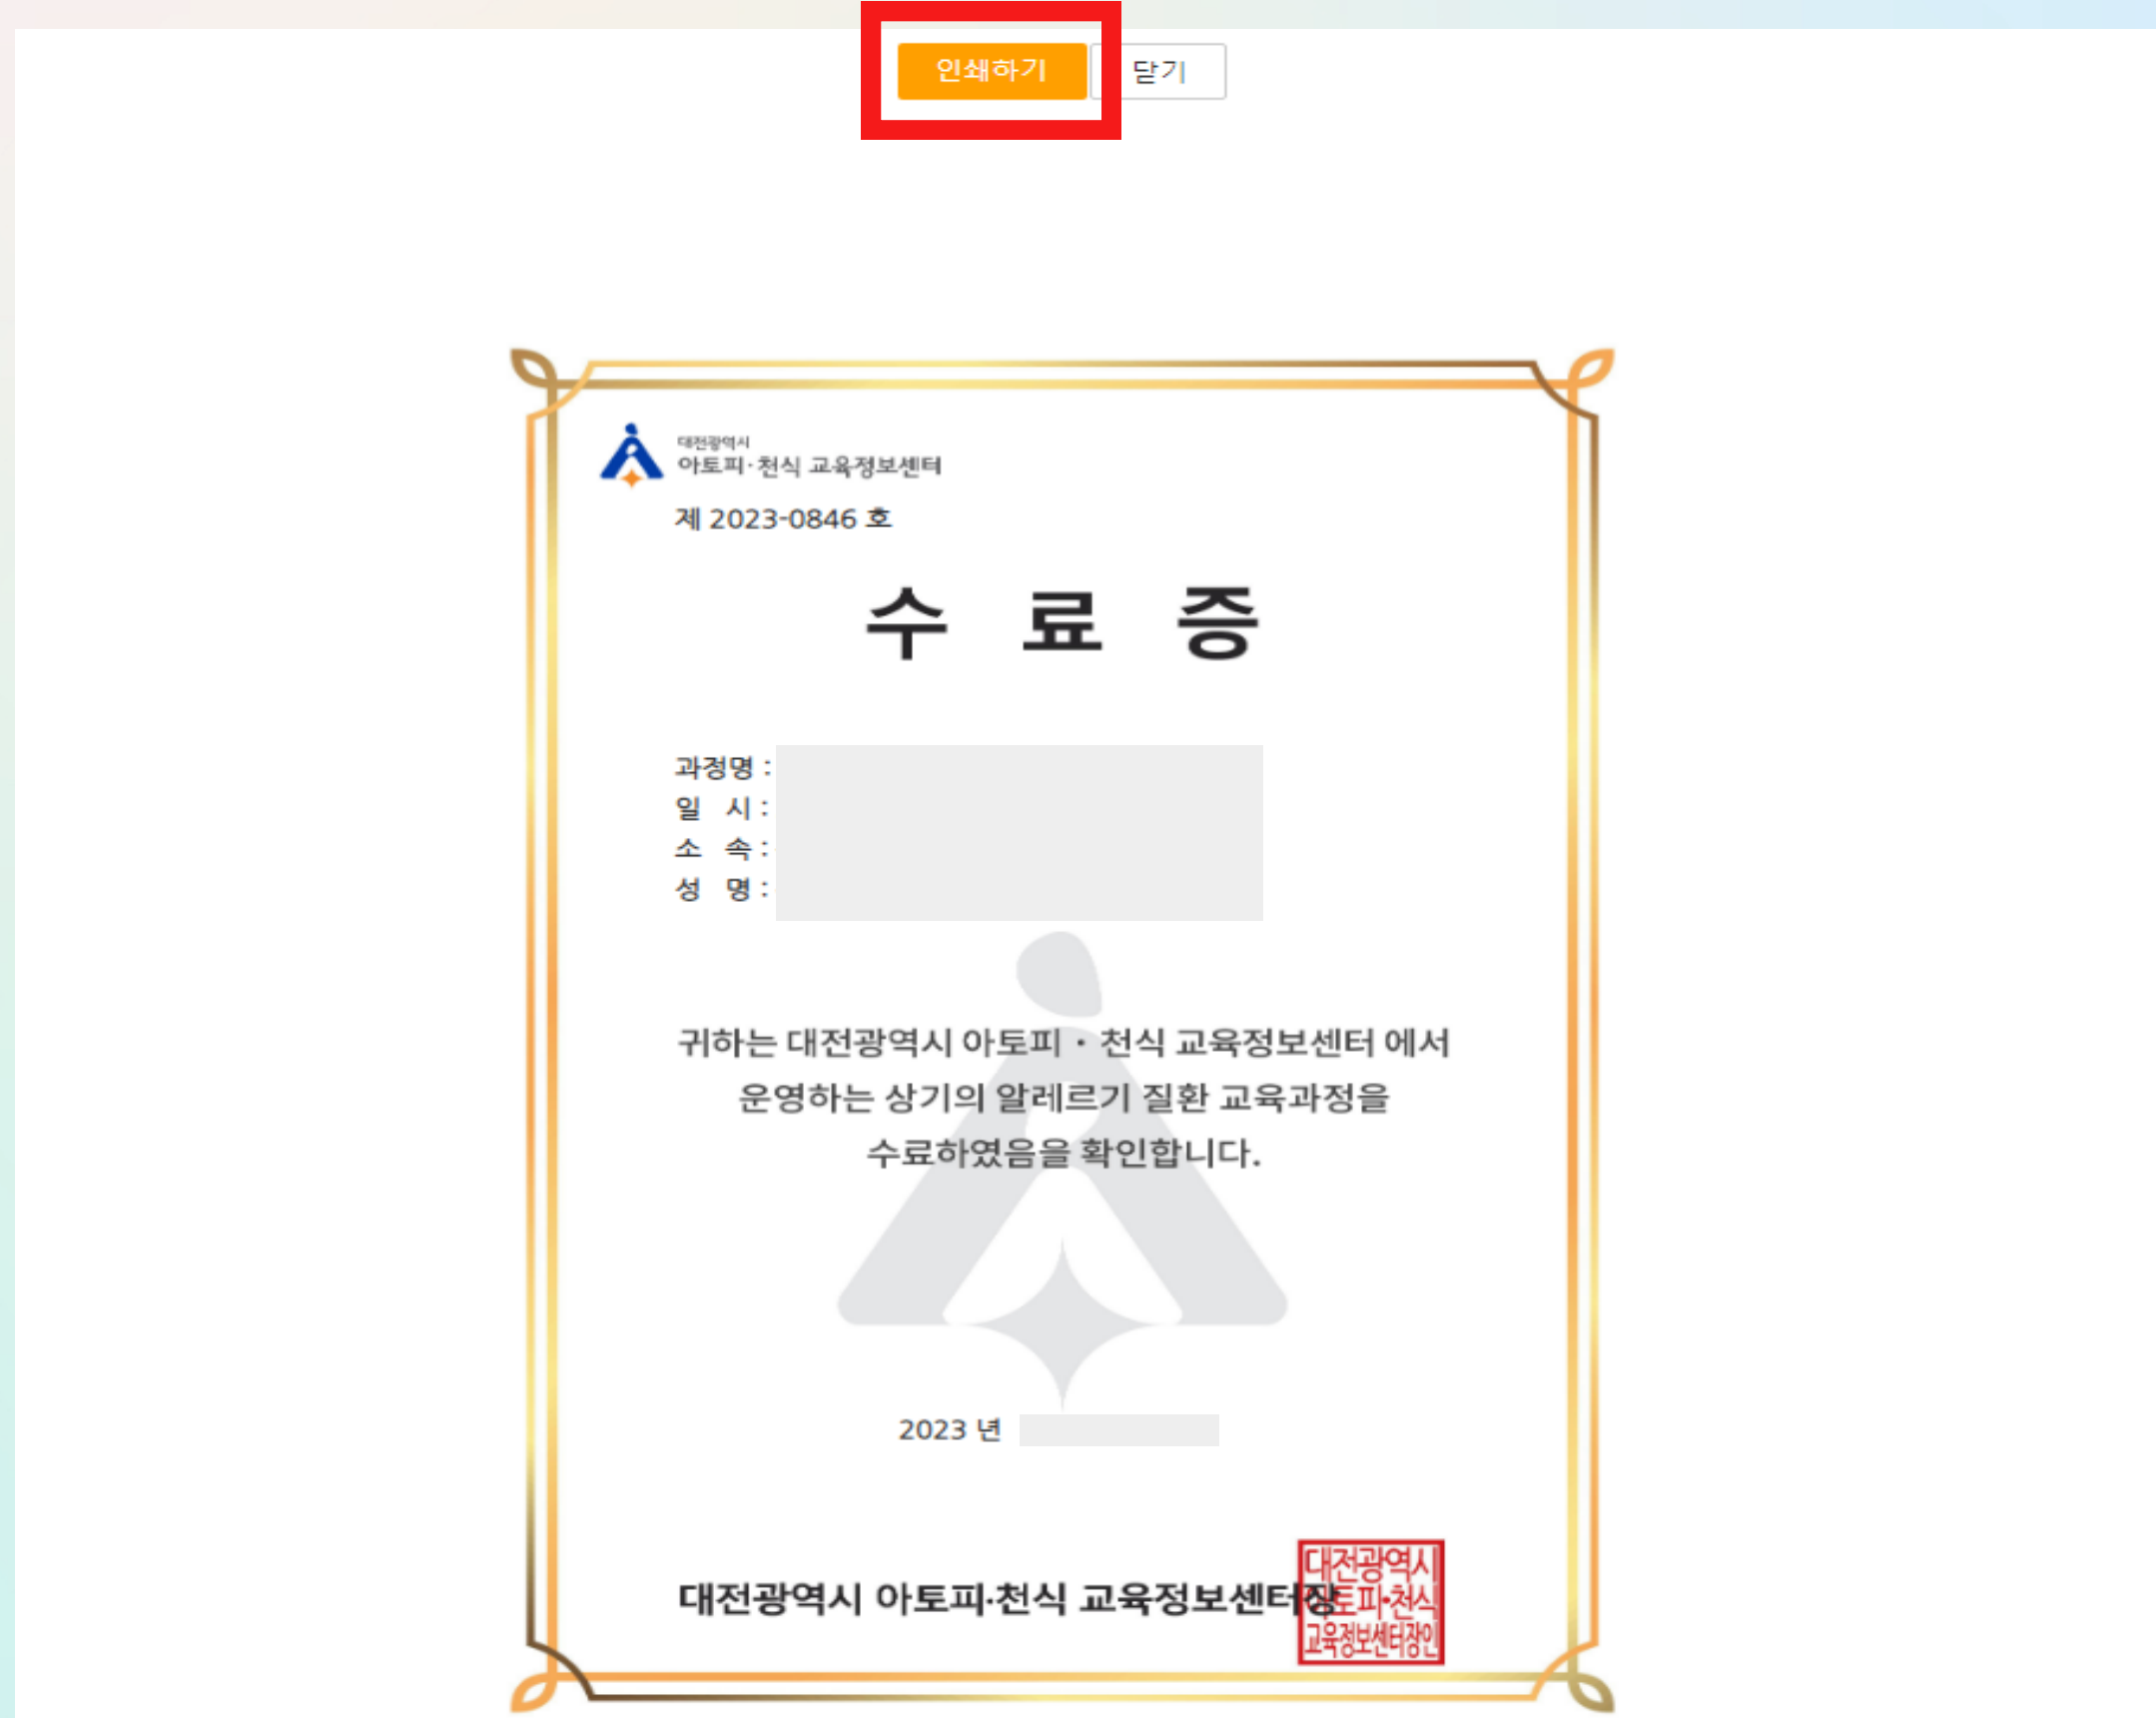 인쇄하기 닫기
대전광역시
아토피·천식 교육정보센터
제 2023-0846 호
수 료 증
과정명 :
일 시 :
소 속 :
성 명 :
귀하는 대전광역시 아토피 · 천식 교육정보센터 에서
운영하는 상기의 알레르기 질환 교육과정을
수료하였음을 확인합니다.
2023 년
대전광역시 아토피·천식 교육정보센터장
대전광역시
아토피·천식
교육정보센터장인